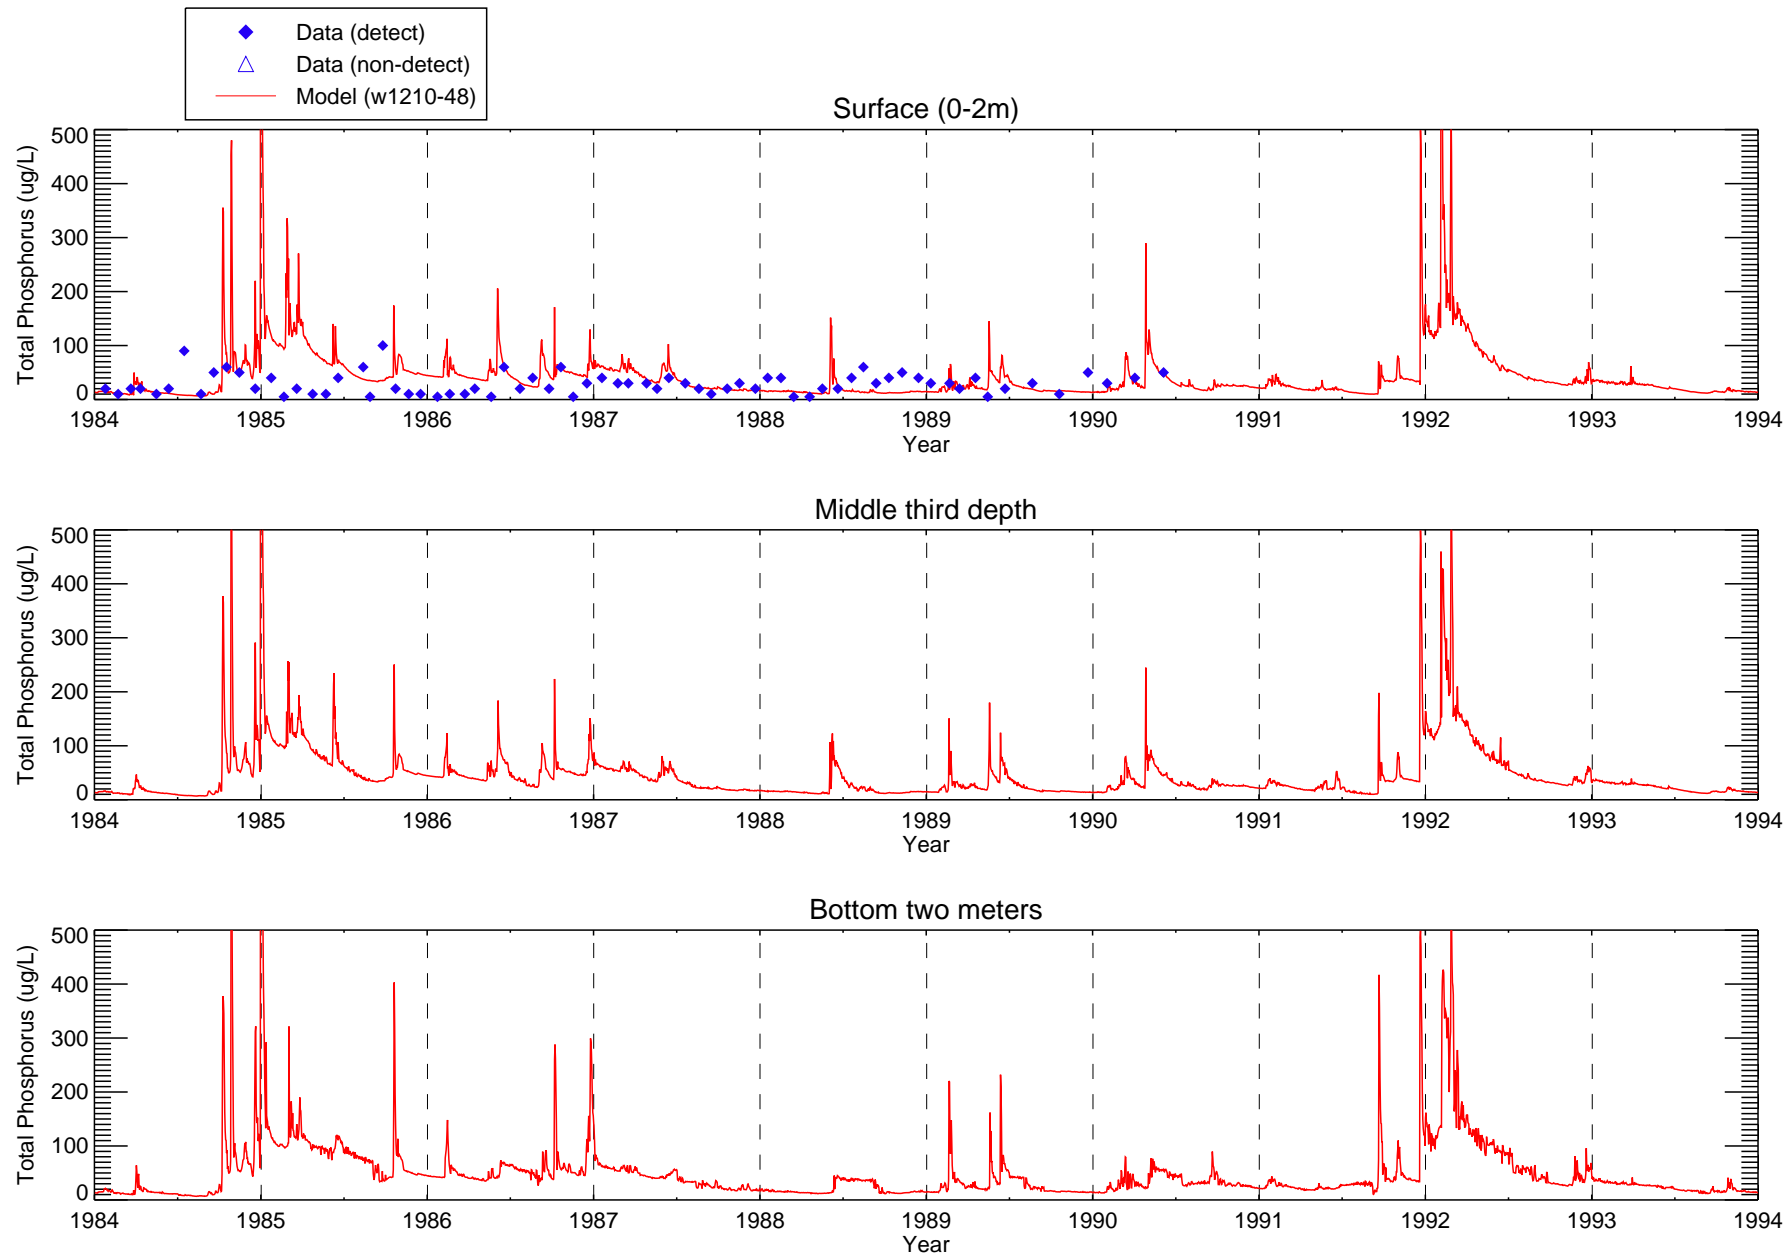 Data (detect)
Data (non-detect)
Model (w1210-48)
Surface (0-2m)
Total Phosphorus (ug/L)
500
400
300
200
100
0
1984 1985 1986 1987 1988 1989 1990 1991 1992 1993 1994
Year
Middle third depth
Total Phosphorus (ug/L)
500
400
300
200
100
0
1984 1985 1986 1987 1988 1989 1990 1991 1992 1993 1994
Year
Bottom two meters
Total Phosphorus (ug/L)
500
400
300
200
100
0
1984 1985 1986 1987 1988 1989 1990 1991 1992 1993 1994
Year